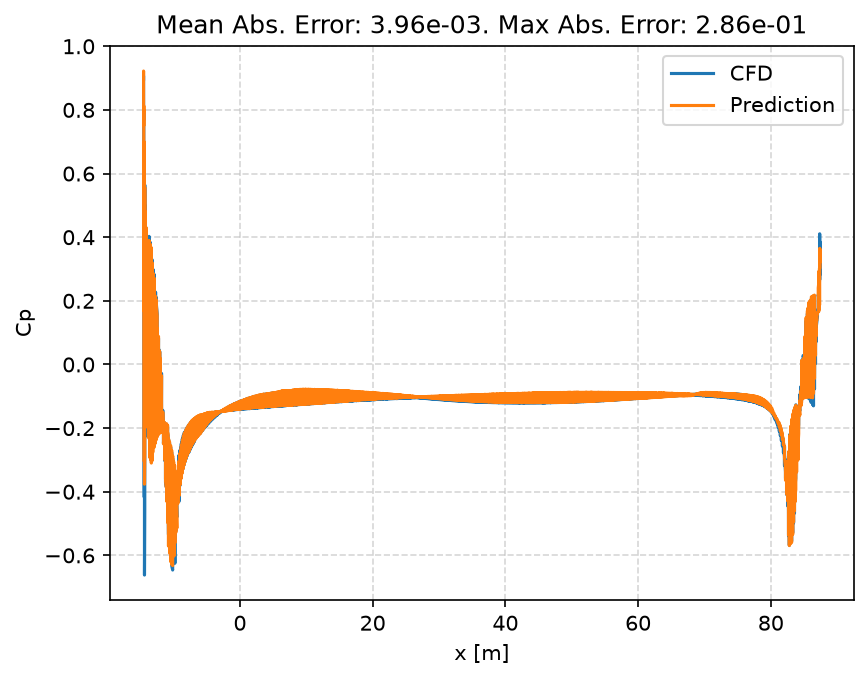 Mean Abs. Error: 3.96e-03. Max Abs. Error: 2.86e-01
CFD
Prediction
1.0
0.8
0.6
0.4
0.2
0.0
−0.2
−0.4
−0.6
Cp
0 20 40 60 80
x [m]